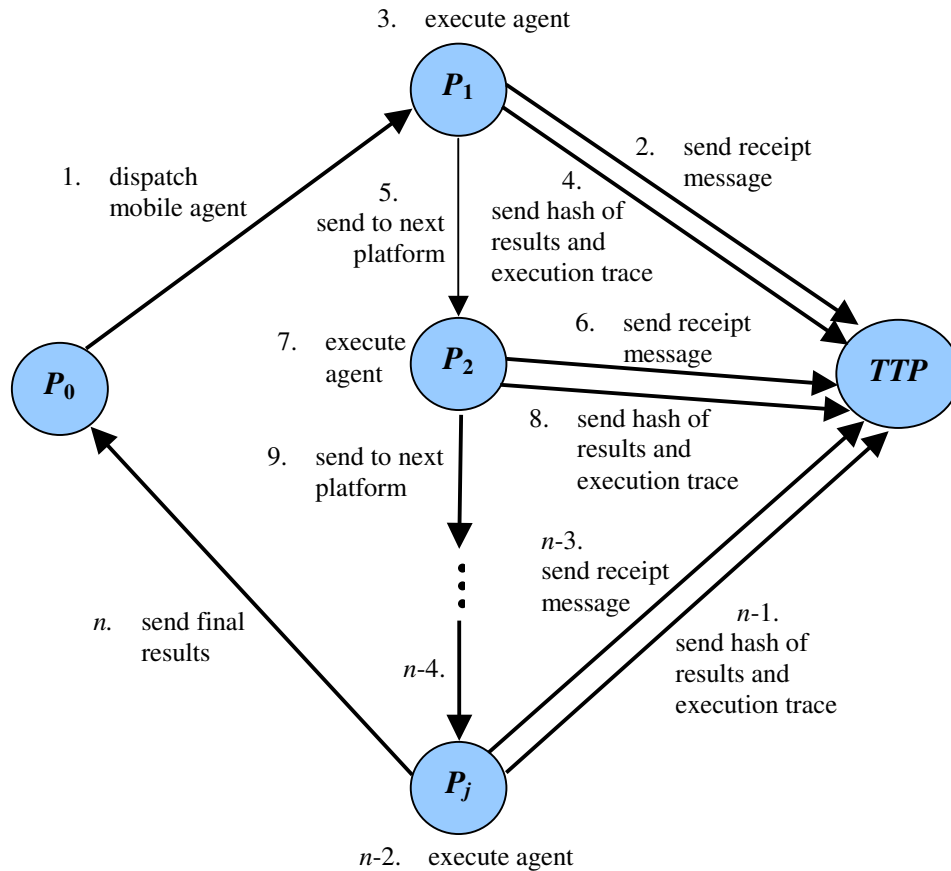 3. execute agent
P1
2. send receipt
message
1. dispatch
mobile agent
4.
send hash of
results and
execution trace
5.
send to next
platform
6. send receipt
message
7. execute
agent
P2
P0
TTP
8. send hash of
results and
execution trace
9. send to next
platform
n-3.
send receipt
message
n-1.
send hash of
results and
execution trace
n. send final
results
n-4.
Pj
n-2. execute agent